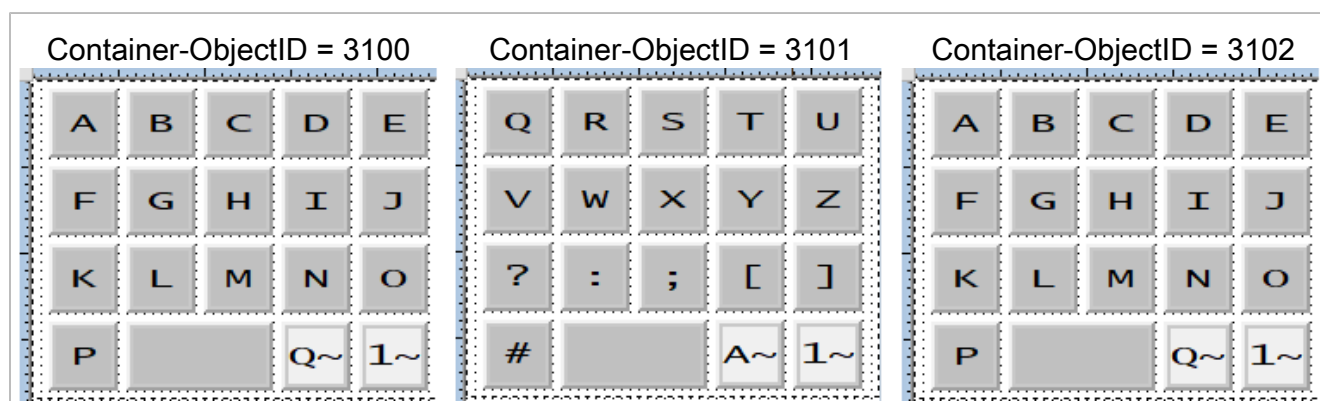 Container-ObjectID = 3100
A B C D E
F G H I J
K L M N O
P Q~ 1~
Container-ObjectID = 3101
Q R S T U
V W X Y Z
? : ; [ ]
# A~ 1~
Container-ObjectID = 3102
A B C D E
F G H I J
K L M N O
P Q~ 1~